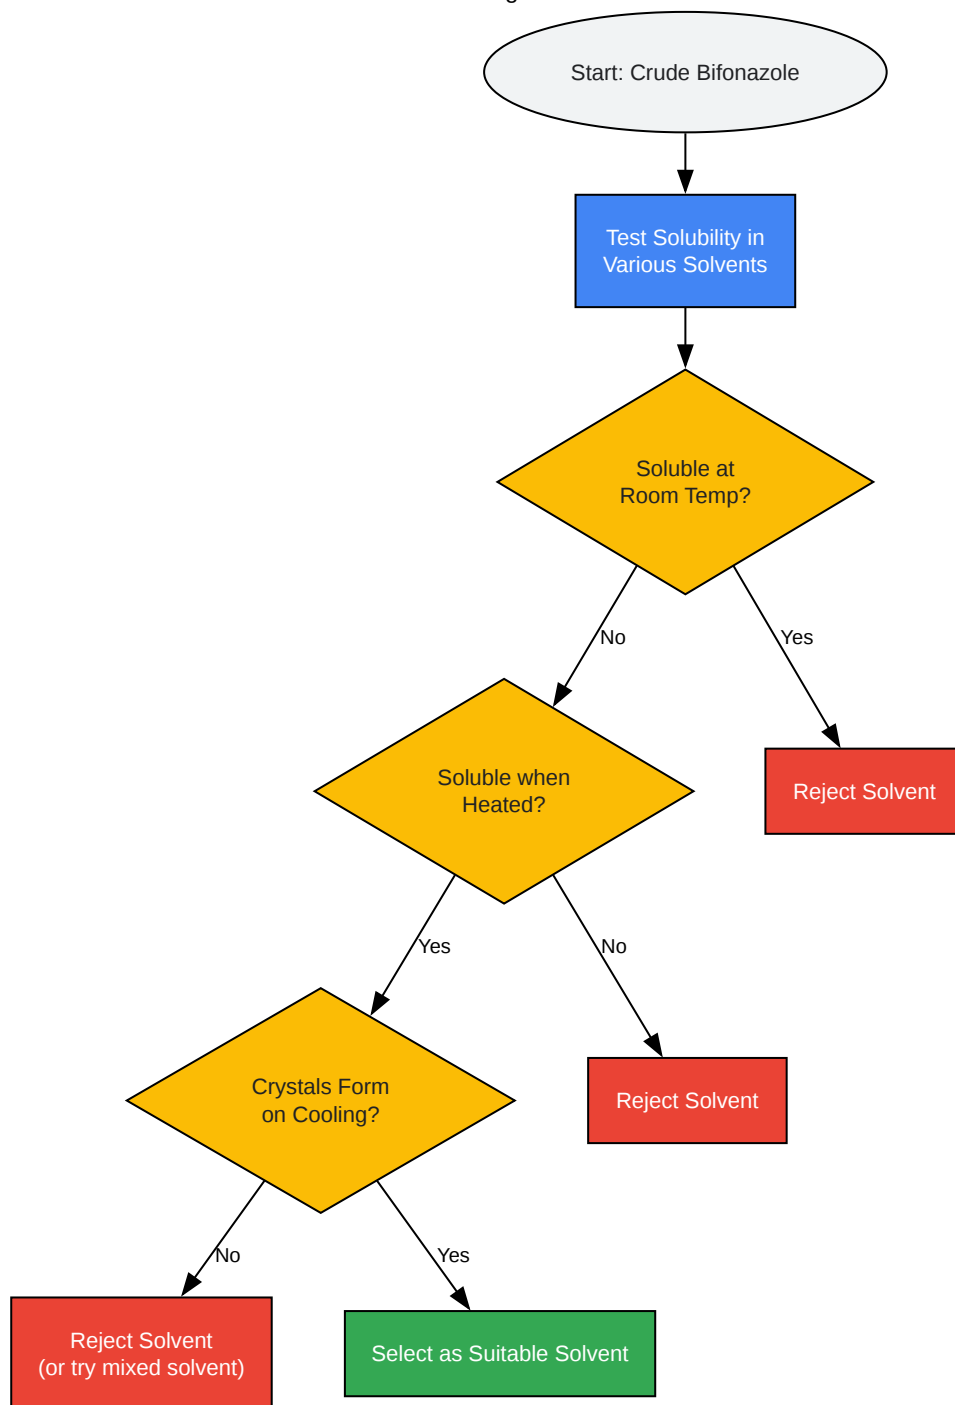 Start: Crude Bifonazole
Test Solubility in
Various Solvents
Soluble at
Room Temp?
No
Yes
Soluble when
Heated?
Reject Solvent
Yes
No
Crystals Form
on Cooling?
Reject Solvent
No
Yes
Reject Solvent
(or try mixed solvent)
Select as Suitable Solvent